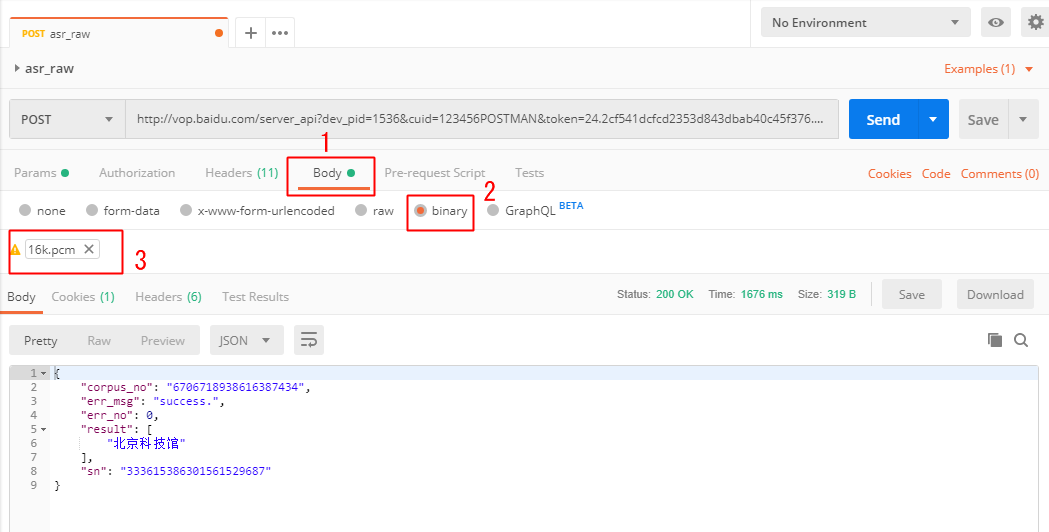 POST asr_raw
No Environment
asr_raw
Examples (1)
POST
http://vop.baidu.com/server_api?dev_pid=1536&cuid=123456POSTMAN&token=24.2cf541dcfcd2353d843dbab40c45f376....
Send
Save
1
Params
Authorization
Headers (11)
Body
Pre-request Script
Tests
Cookies
Code
Comments (0)
2
none
form-data
x-www-form-urlencoded
raw
binary
GraphQL BETA
16k.pcm
3
Body
Cookies (1)
Headers (6)
Test Results
Status: 200 OK
Time: 1676 ms
Size: 319 B
Save
Download
Pretty
Raw
Preview
JSON
1 {
2 "corpus_no": "6706718938616387434",
3 "err_msg": "success.",
4 "err_no": 0,
5 "result": [
6 "北京科技馆"
7 ],
8 "sn": "333615386301561529687"
9 }